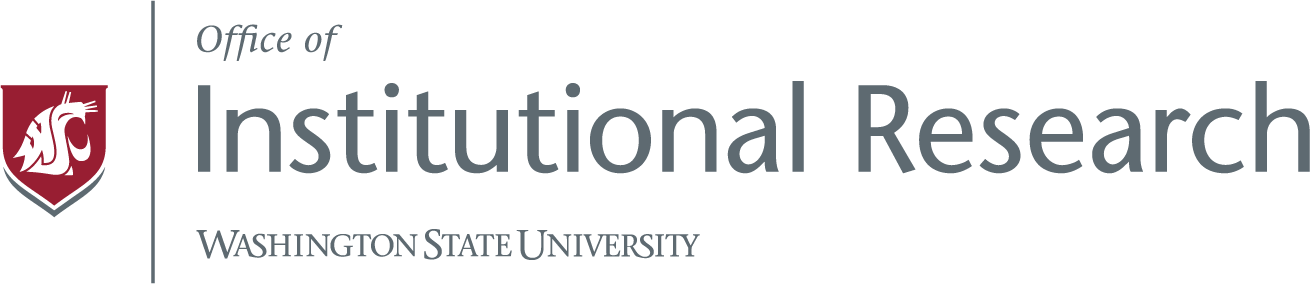 Office of
Institutional Research
WASHINGTON STATE UNIVERSITY